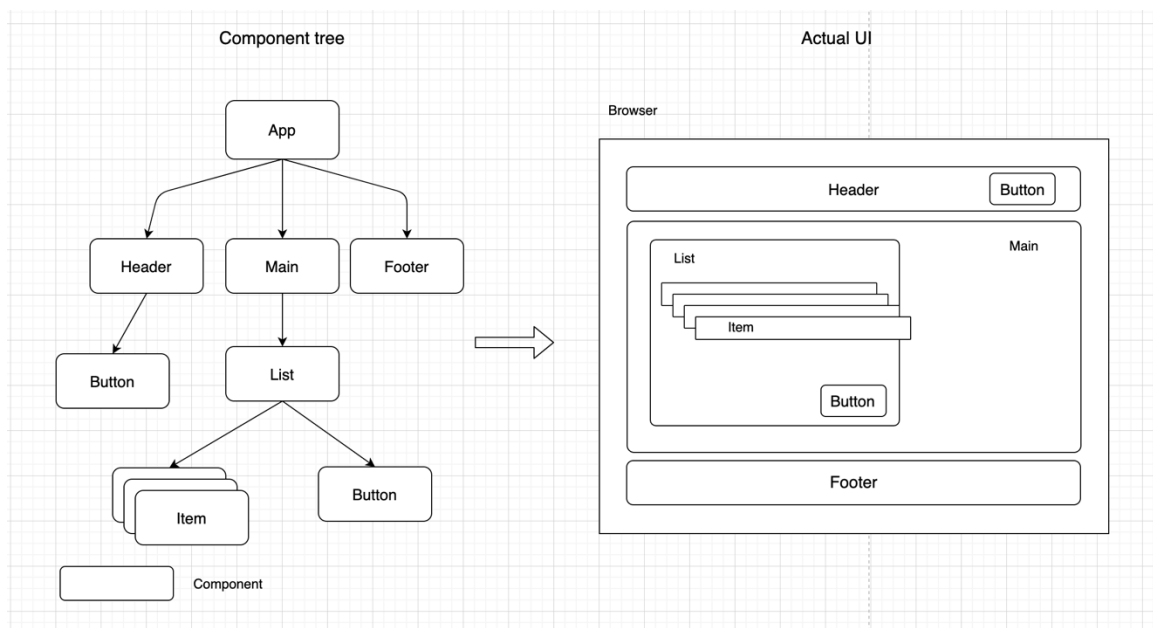 Component tree
App
Header
Main
Footer
Button
List
Item
Button
Component
Actual UI
Browser
Header
Button
Main
List
Item
Button
Footer